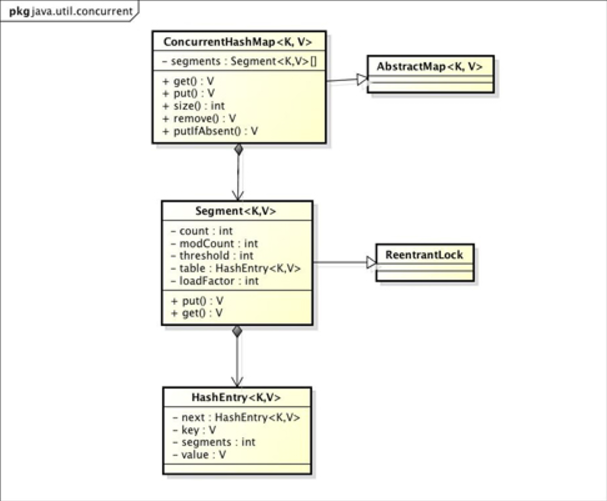 pkg java.util.concurrent
ConcurrentHashMap<K, V>
- segments : Segment<K,V>[]
+ get() : V
+ put() : V
+ size() : int
+ remove() : V
+ putIfAbsent() : V
AbstractMap<K, V>
Segment<K,V>
- count : int
- modCount : int
- threshold : int
- table : HashEntry<K,V>
- loadFactor : int
+ put() : V
+ get() : V
ReentrantLock
HashEntry<K,V>
- next : HashEntry<K,V>
- key : V
- segments : int
- value : V